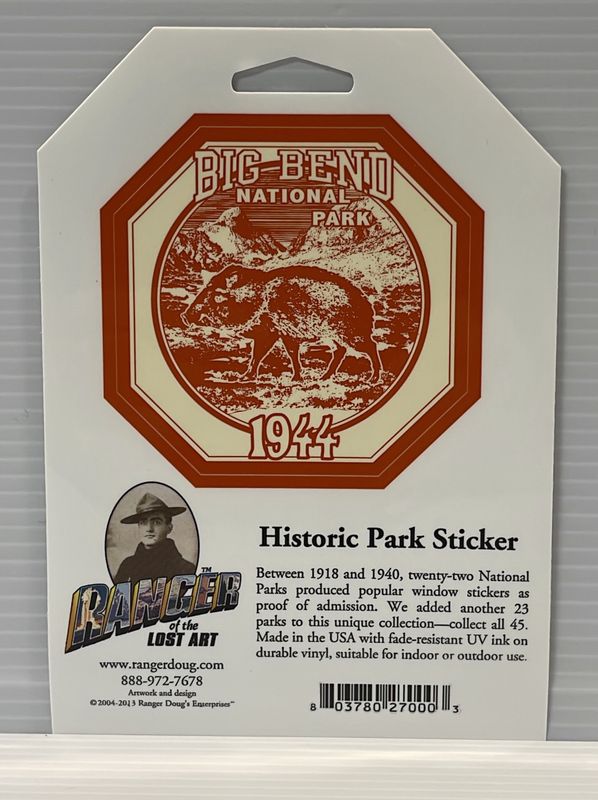 BIG BEND
NATIONAL
PARK
1944
RANGER™
of the
LOST ART
www.rangerdoug.com
888-972-7678
Artwork and design
©2004-2013 Ranger Doug's Enterprises™
Historic Park Sticker
Between 1918 and 1940, twenty-two National
Parks produced popular window stickers as
proof of admission. We added another 23
parks to this unique collection—collect all 45.
Made in the USA with fade-resistant UV ink on
durable vinyl, suitable for indoor or outdoor use.
8 03780 27000 3